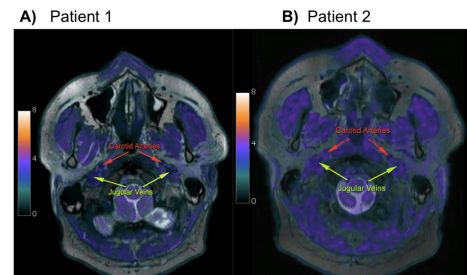 A) Patient 1
B) Patient 2
8
4
0
Carotid Arteries
Jugular Veins
8
4
0
Carotid Arteries
Jugular Veins